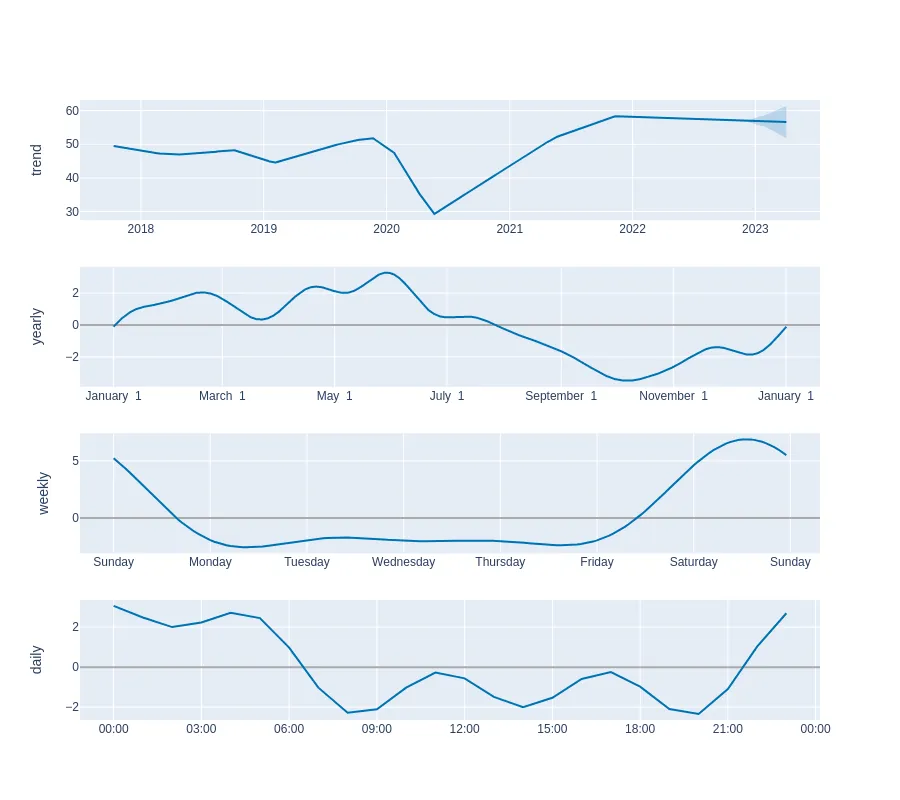 trend
60
50
40
30
2018 2019 2020 2021 2022 2023
yearly
2
0
−2
January 1 March 1 May 1 July 1 September 1 November 1 January 1
weekly
5
0
Sunday Monday Tuesday Wednesday Thursday Friday Saturday Sunday
daily
2
0
−2
00:00 03:00 06:00 09:00 12:00 15:00 18:00 21:00 00:00